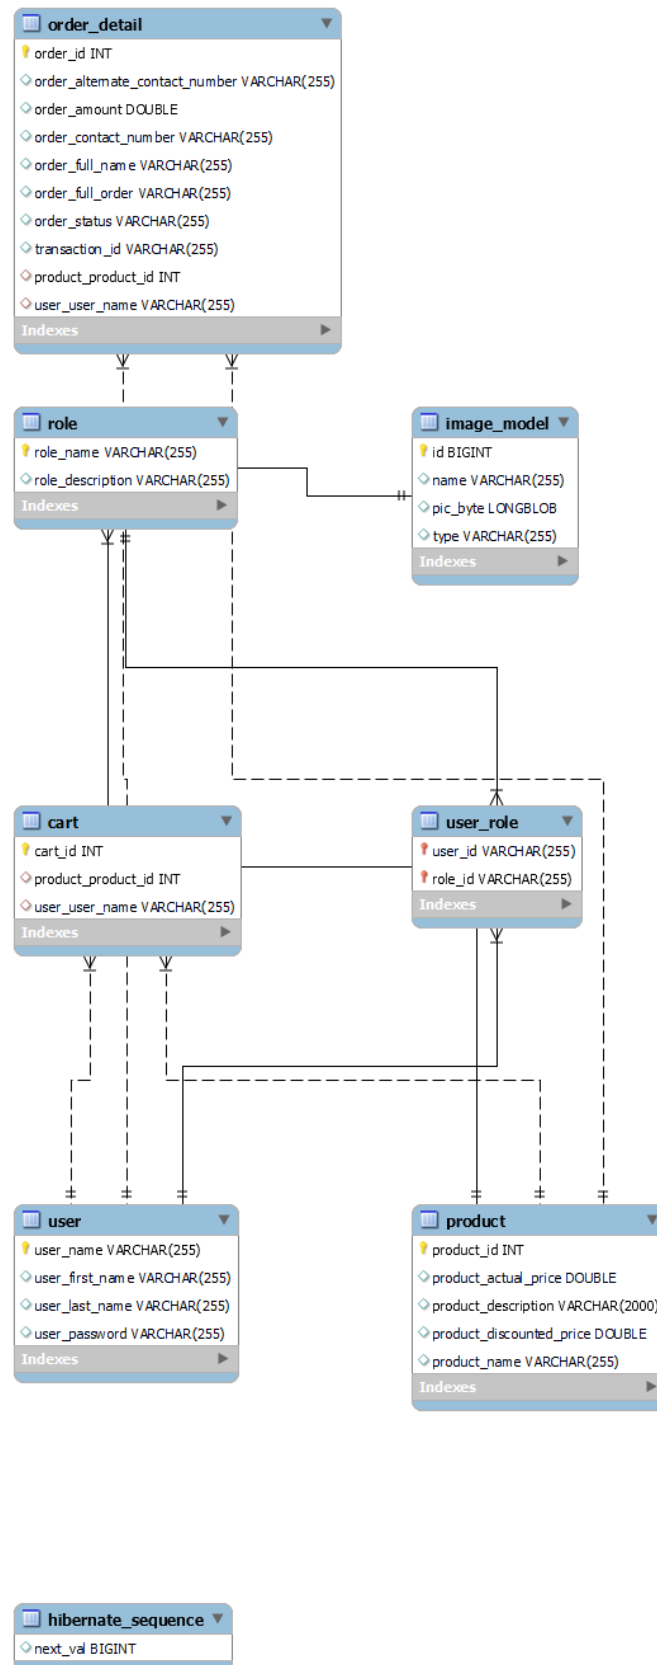 order_detail
order_id INT
order_alternate_contact_number VARCHAR(255)
order_amount DOUBLE
order_contact_number VARCHAR(255)
order_full_name VARCHAR(255)
order_full_order VARCHAR(255)
order_status VARCHAR(255)
transaction_id VARCHAR(255)
product_product_id INT
user_user_name VARCHAR(255)
Indexes
role
role_name VARCHAR(255)
role_description VARCHAR(255)
Indexes
image_model
id BIGINT
name VARCHAR(255)
pic_byte LONGBLOB
type VARCHAR(255)
Indexes
cart
cart_id INT
product_product_id INT
user_user_name VARCHAR(255)
Indexes
user_role
user_id VARCHAR(255)
role_id VARCHAR(255)
Indexes
user
user_name VARCHAR(255)
user_first_name VARCHAR(255)
user_last_name VARCHAR(255)
user_password VARCHAR(255)
Indexes
product
product_id INT
product_actual_price DOUBLE
product_description VARCHAR(2000)
product_discounted_price DOUBLE
product_name VARCHAR(255)
Indexes
hibernate_sequence
next_val BIGINT